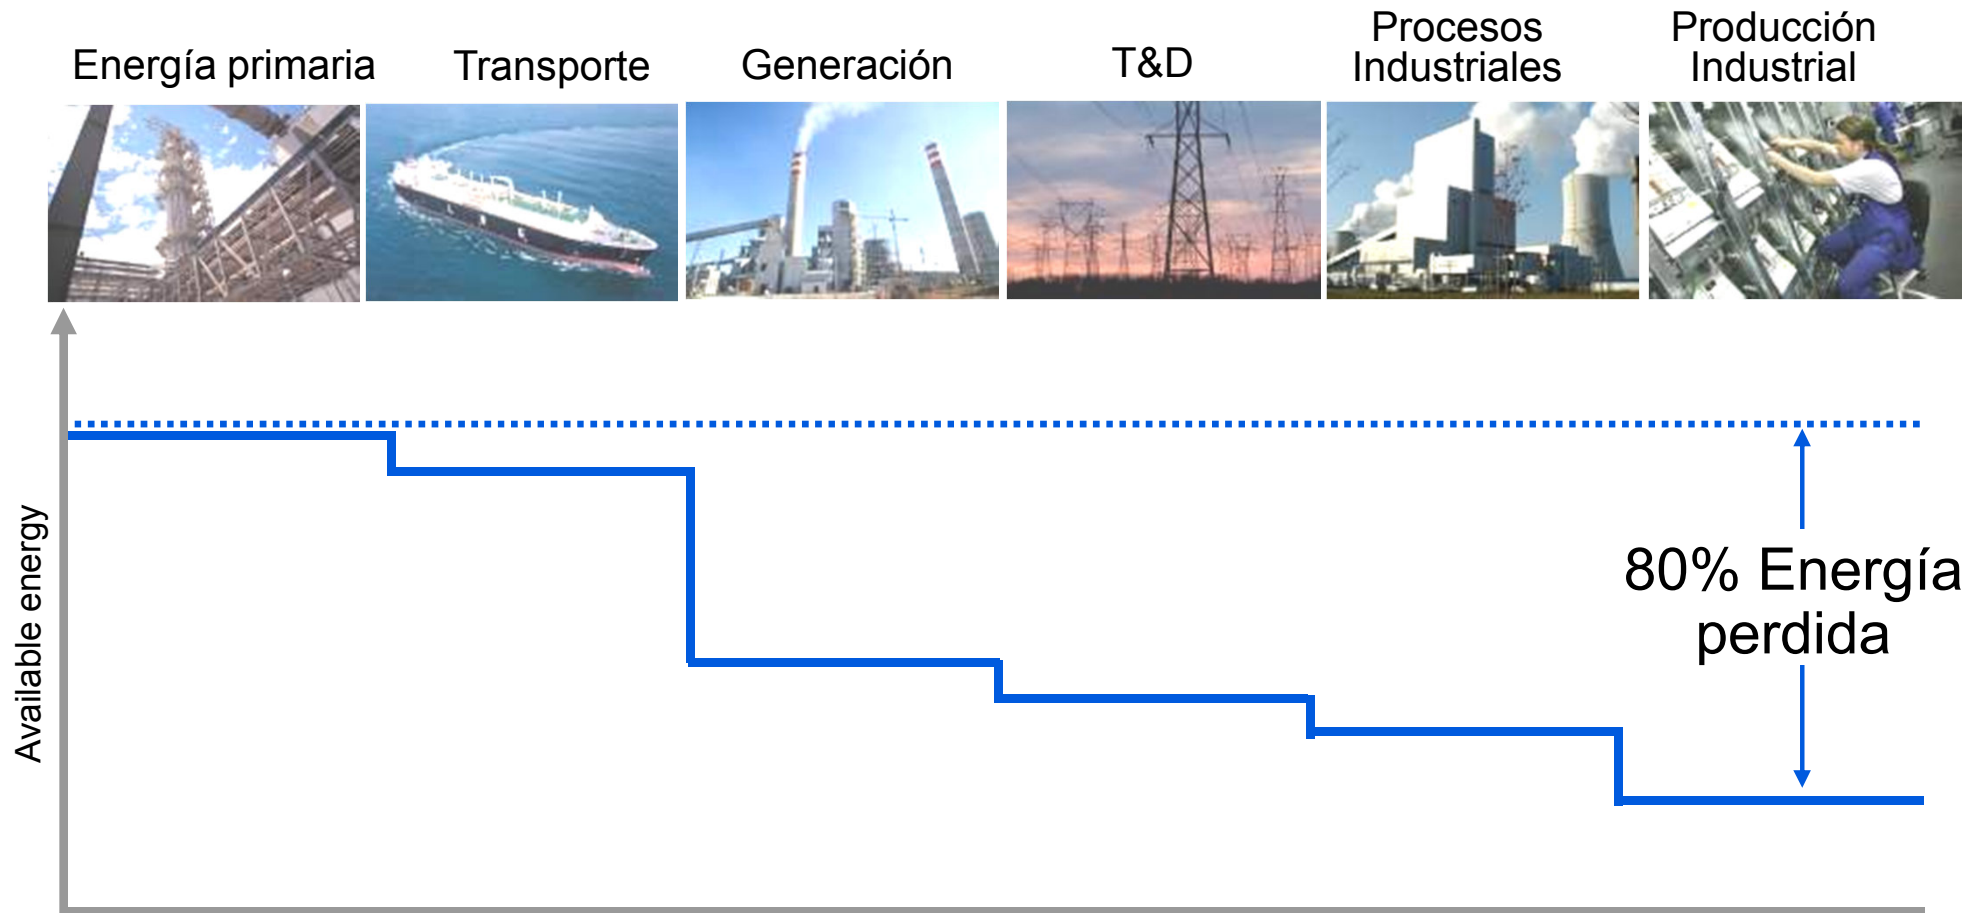 Energía primaria
Transporte
Generación
T&D
Procesos
Industriales
Producción
Industrial
Available energy
80% Energía
perdida